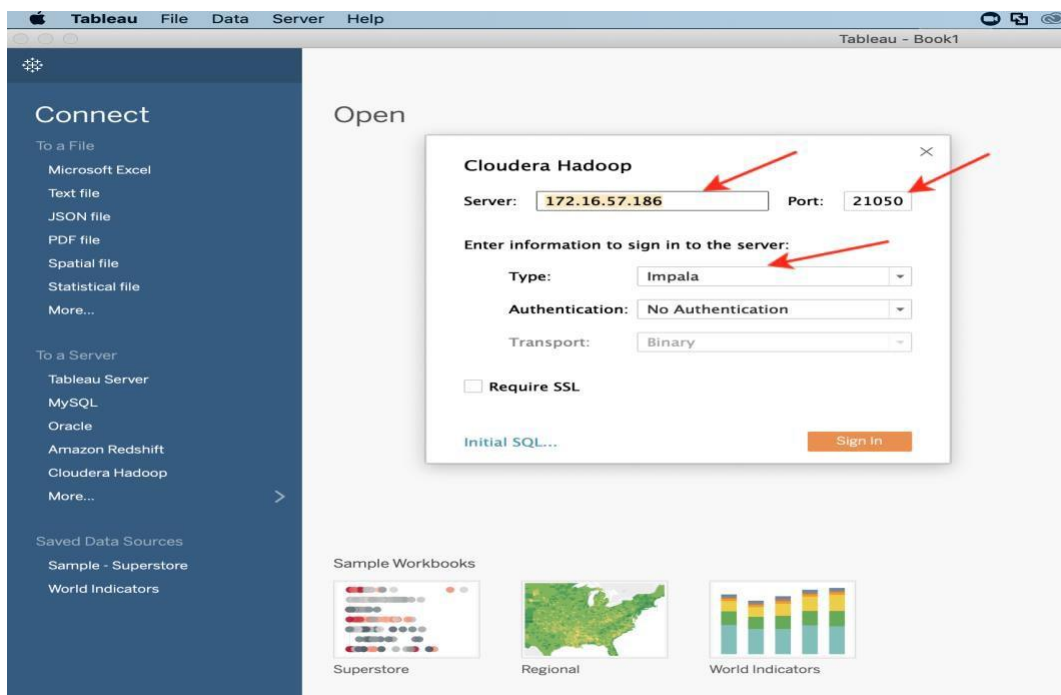 Tableau File Data Server Help
Tableau - Book1
Connect
To a File
Microsoft Excel
Text file
JSON file
PDF file
Spatial file
Statistical file
More...
To a Server
Tableau Server
MySQL
Oracle
Amazon Redshift
Cloudera Hadoop
More...
Saved Data Sources
Sample - Superstore
World Indicators
Open
Cloudera Hadoop
Server: 172.16.57.186 Port: 21050
Enter information to sign in to the server:
Type: Impala
Authentication: No Authentication
Transport: Binary
Require SSL
Initial SQL... Sign In
Sample Workbooks
Superstore Regional World Indicators